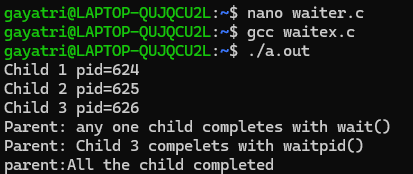 gayatri@LAPTOP-QUJQCU2L:~$ nano waiter.c
gayatri@LAPTOP-QUJQCU2L:~$ gcc waitex.c
gayatri@LAPTOP-QUJQCU2L:~$ ./a.out
Child 1 pid=624
Child 2 pid=625
Child 3 pid=626
Parent: any one child completes with wait()
Parent: Child 3 compelets with waitpid()
parent:All the child completed